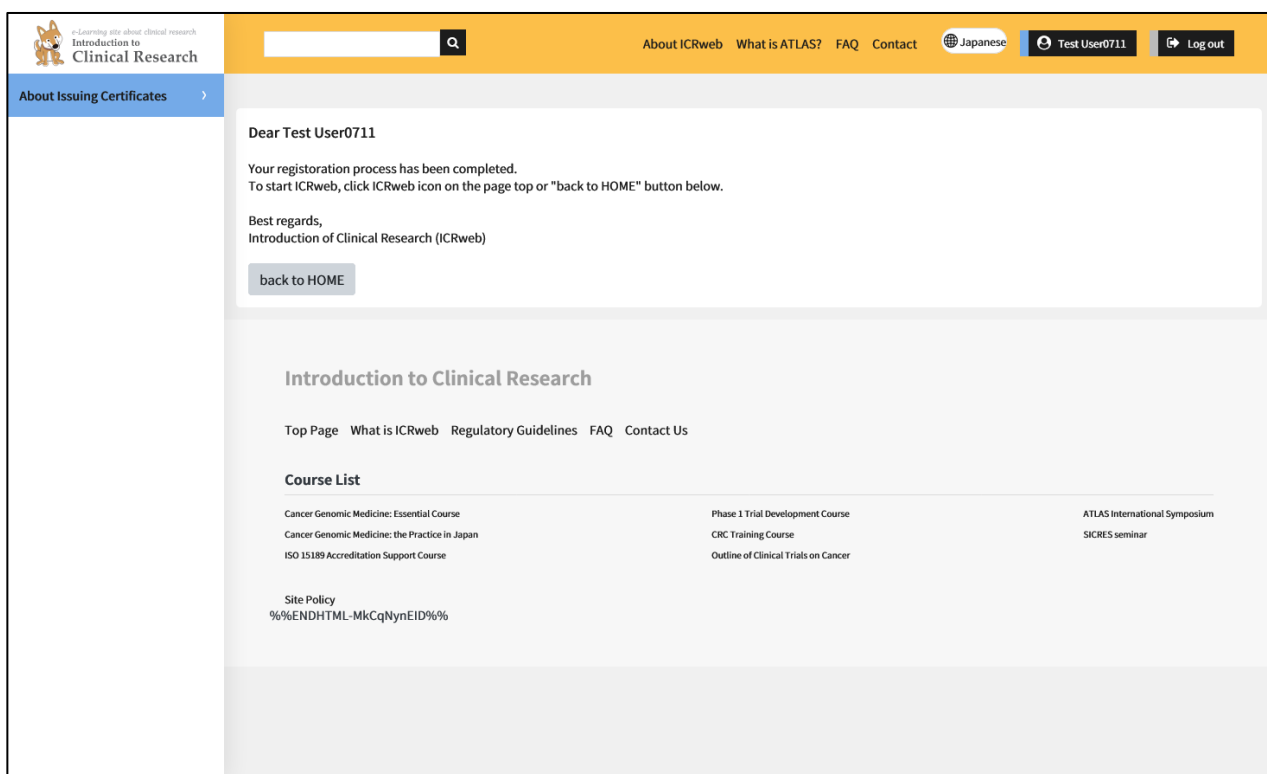 e-Learning site about clinical research
Introduction to
Clinical Research
About ICRweb What is ATLAS? FAQ Contact Japanese Test User0711 Log out
About Issuing Certificates
Dear Test User0711
Your registoration process has been completed.
To start ICRweb, click ICRweb icon on the page top or "back to HOME" button below.
Best regards,
Introduction of Clinical Research (ICRweb)
back to HOME
Introduction to Clinical Research
Top Page What is ICRweb Regulatory Guidelines FAQ Contact Us
Course List
Cancer Genomic Medicine: Essential Course Phase 1 Trial Development Course ATLAS International Symposium
Cancer Genomic Medicine: the Practice in Japan CRC Training Course SICRES seminar
ISO 15189 Accreditation Support Course Outline of Clinical Trials on Cancer
Site Policy
%%ENDHTML-MkCqNynEID%%